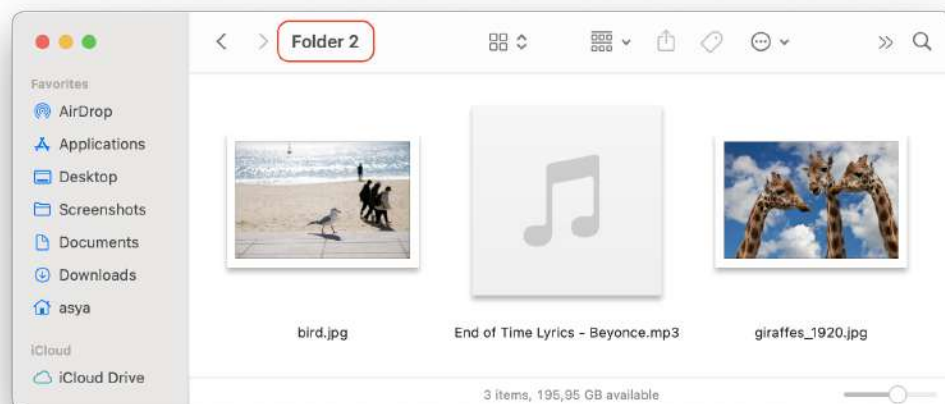 Folder 2
Favorites
AirDrop
Applications
Desktop
Screenshots
Documents
Downloads
asya
iCloud
iCloud Drive
bird.jpg
End of Time Lyrics - Beyonce.mp3
giraffes_1920.jpg
3 items, 195,95 GB available